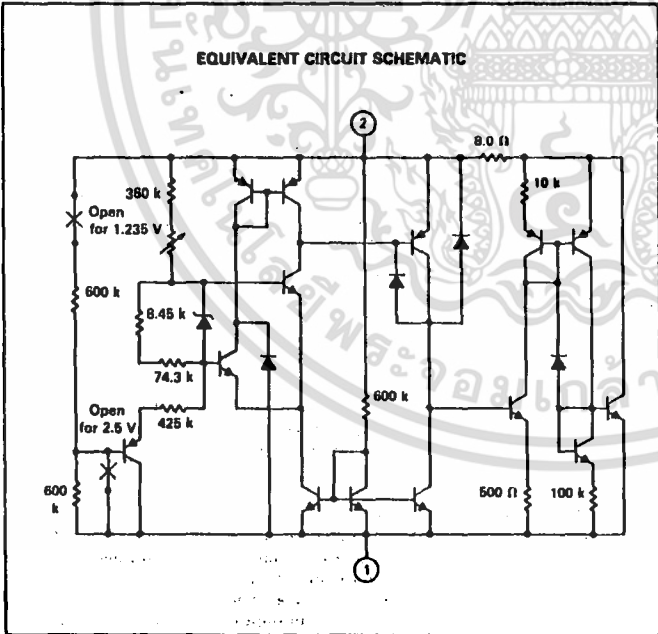 EQUIVALENT CIRCUIT SCHEMATIC
2
8.0 Ω
360 k
10 k
Open
for 1.235 V
600 k
8.45 k
74.3 k
600 k
Open
for 2.5 V
425 k
600
k
500 Ω
100 k
1